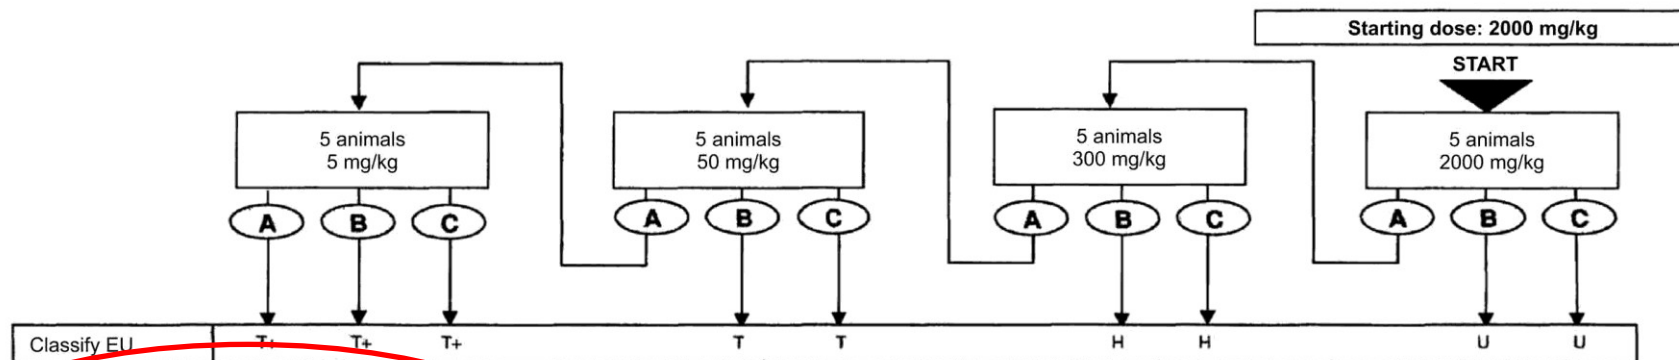 Starting dose: 2000 mg/kg
START
5 animals
5 mg/kg
5 animals
50 mg/kg
5 animals
300 mg/kg
5 animals
2000 mg/kg
A B C A B C A B C A B C
Classify EU T+ T+ T+ T T H H U U